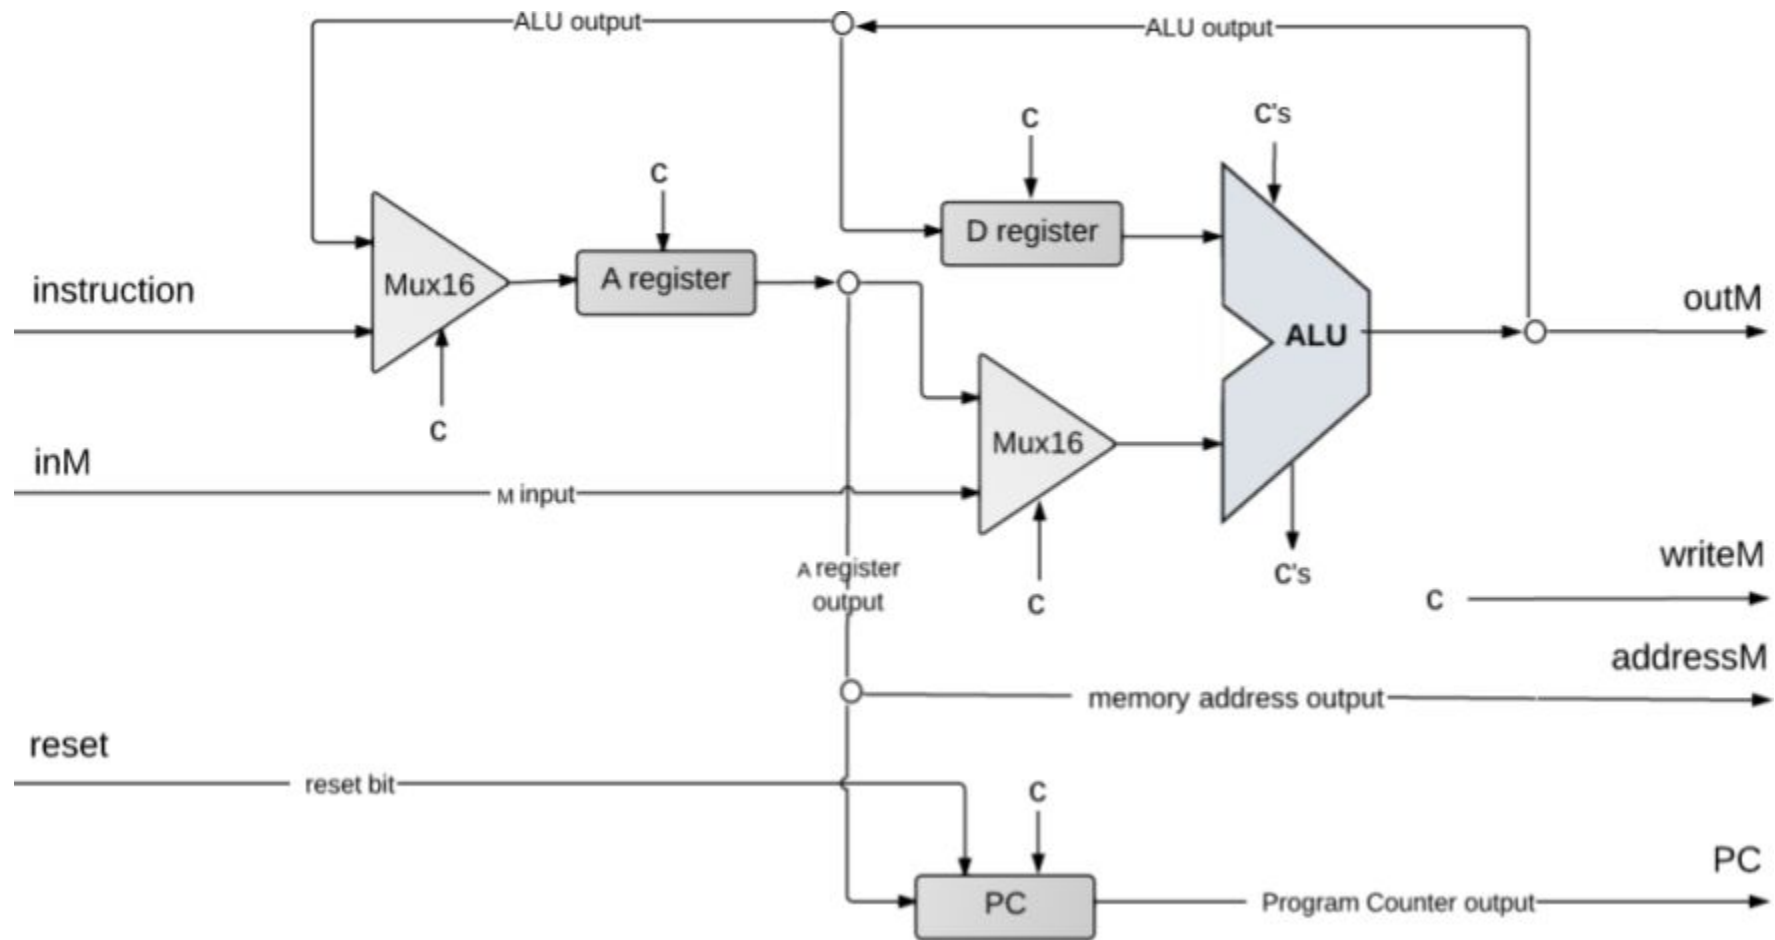 ALU output
ALU output
C
C's
C
D register
Mux16
A register
instruction
ALU
outM
C
Mux16
inM
M input
A register
output
C
C's
writeM
C
addressM
memory address output
reset
reset bit
C
PC
PC
Program Counter output